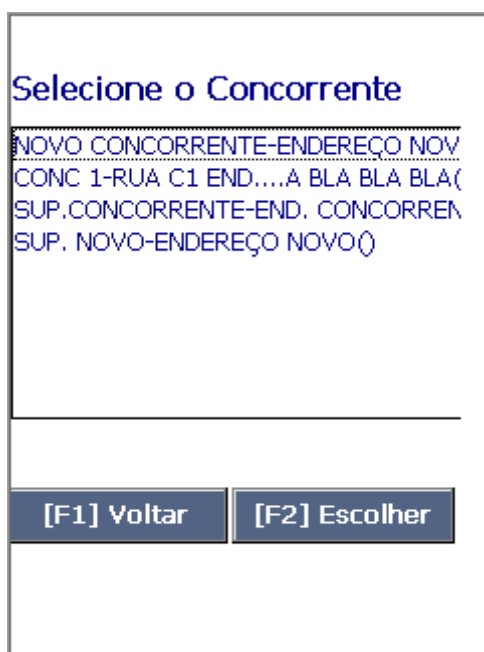 Selecione o Concorrente
NOVO CONCORRENTE-ENDEREÇO NOV
CONC 1-RUA C1 END....A BLA BLA BLA(
SUP.CONCORRENTE-END. CONCORREN
SUP. NOVO-ENDEREÇO NOVO()
[F1] Voltar [F2] Escolher